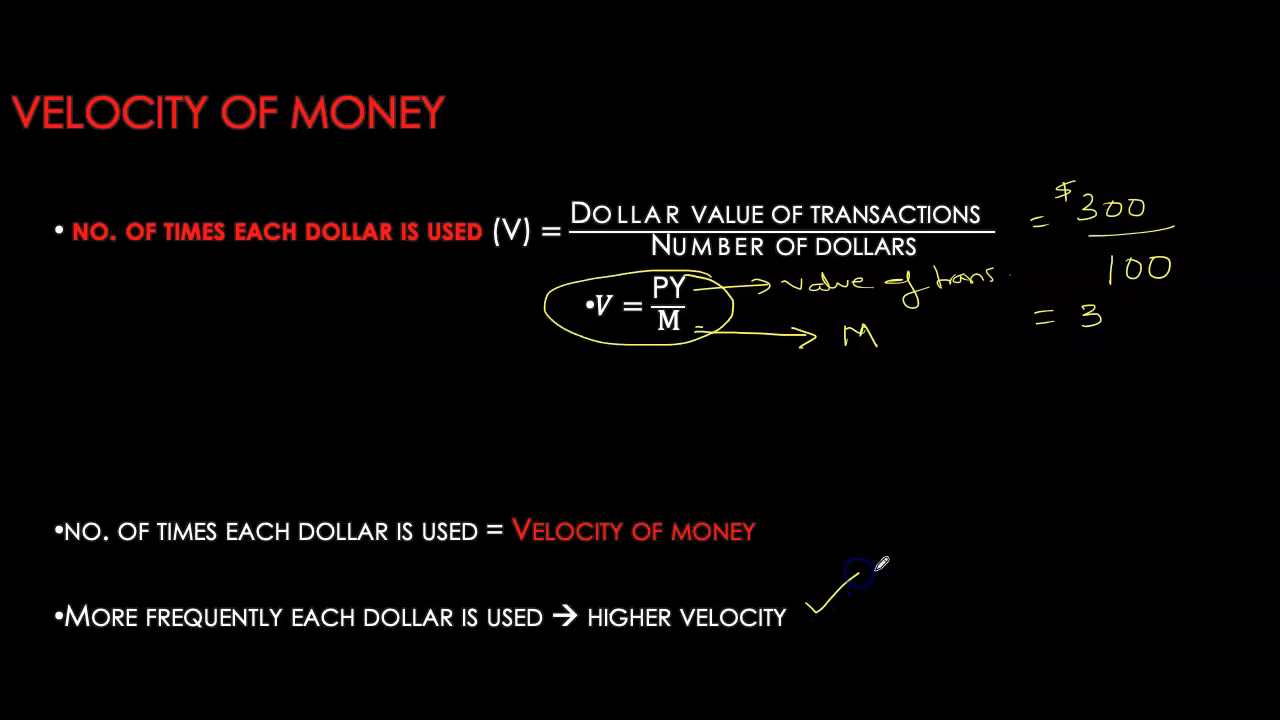 VELOCITY OF MONEY
• NO. OF TIMES EACH DOLLAR IS USED (V) = DOLLAR VALUE OF TRANSACTIONS / NUMBER OF DOLLARS = $300 / 100
•V = PY / M → value of trans. = 3
→ M
•NO. OF TIMES EACH DOLLAR IS USED = VELOCITY OF MONEY
•MORE FREQUENTLY EACH DOLLAR IS USED → HIGHER VELOCITY ✓